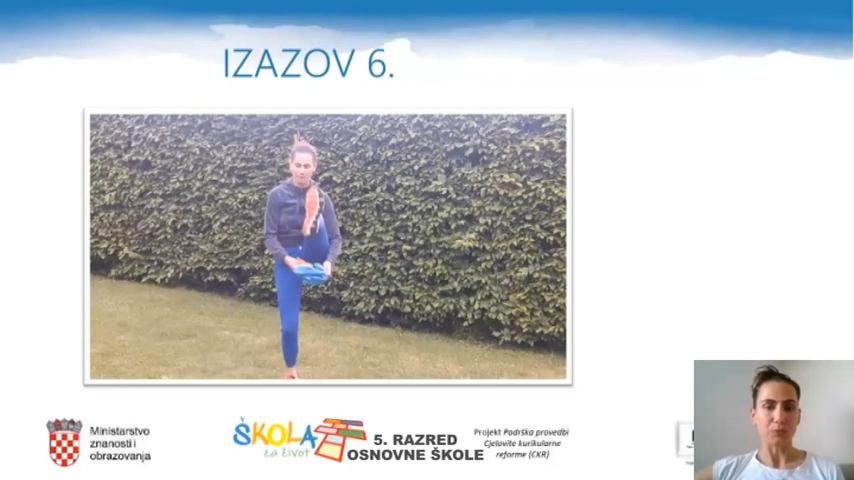 IZAZOV 6.
Ministarstvo
znanosti i
obrazovanja
ŠKOLA
za život
5. RAZRED
OSNOVNE ŠKOLE
Projekt Podrška provedbi
Cjelovite kurikularne
reforme (CKR)